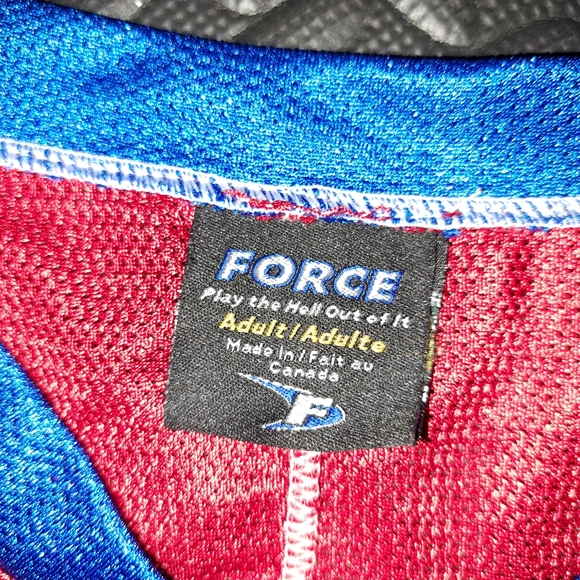 FORCE
Play the Hell Out of It
Adult/Adulte
Made in/Fait au
Canada
F